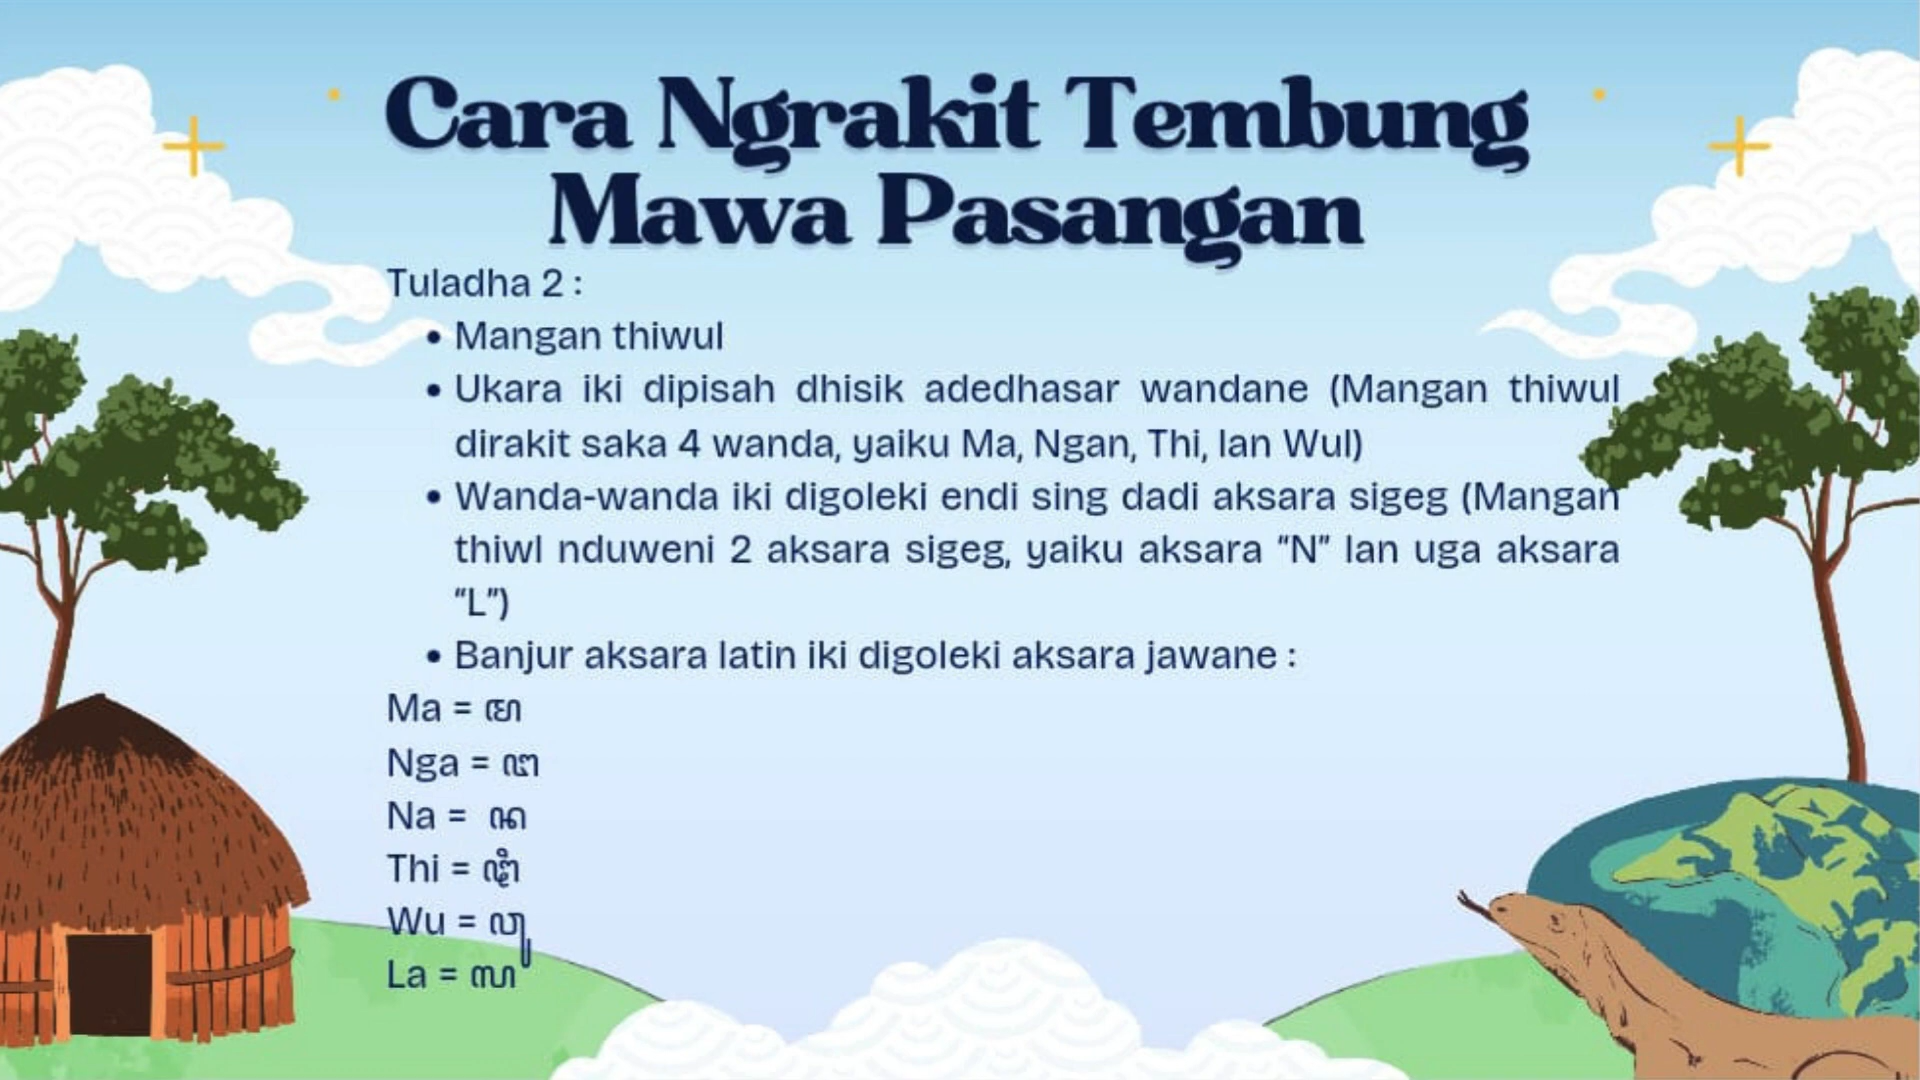 Cara Ngrakit Tembung
Mawa Pasangan
Tuladha 2 :
• Mangan thiwul
• Ukara iki dipisah dhisik adedhasar wandane (Mangan thiwul
dirakit saka 4 wanda, yaiku Ma, Ngan, Thi, lan Wul)
• Wanda-wanda iki digoleki endi sing dadi aksara sigeg (Mangan
thiwl nduweni 2 aksara sigeg, yaiku aksara “N” lan uga aksara
“L”)
• Banjur aksara latin iki digoleki aksara jawane :
Ma = ꦩ
Nga = ꦔ
Na = ꦤ
Thi = ꦛꦶ
Wu = ꦮꦸ
La = ꦭ